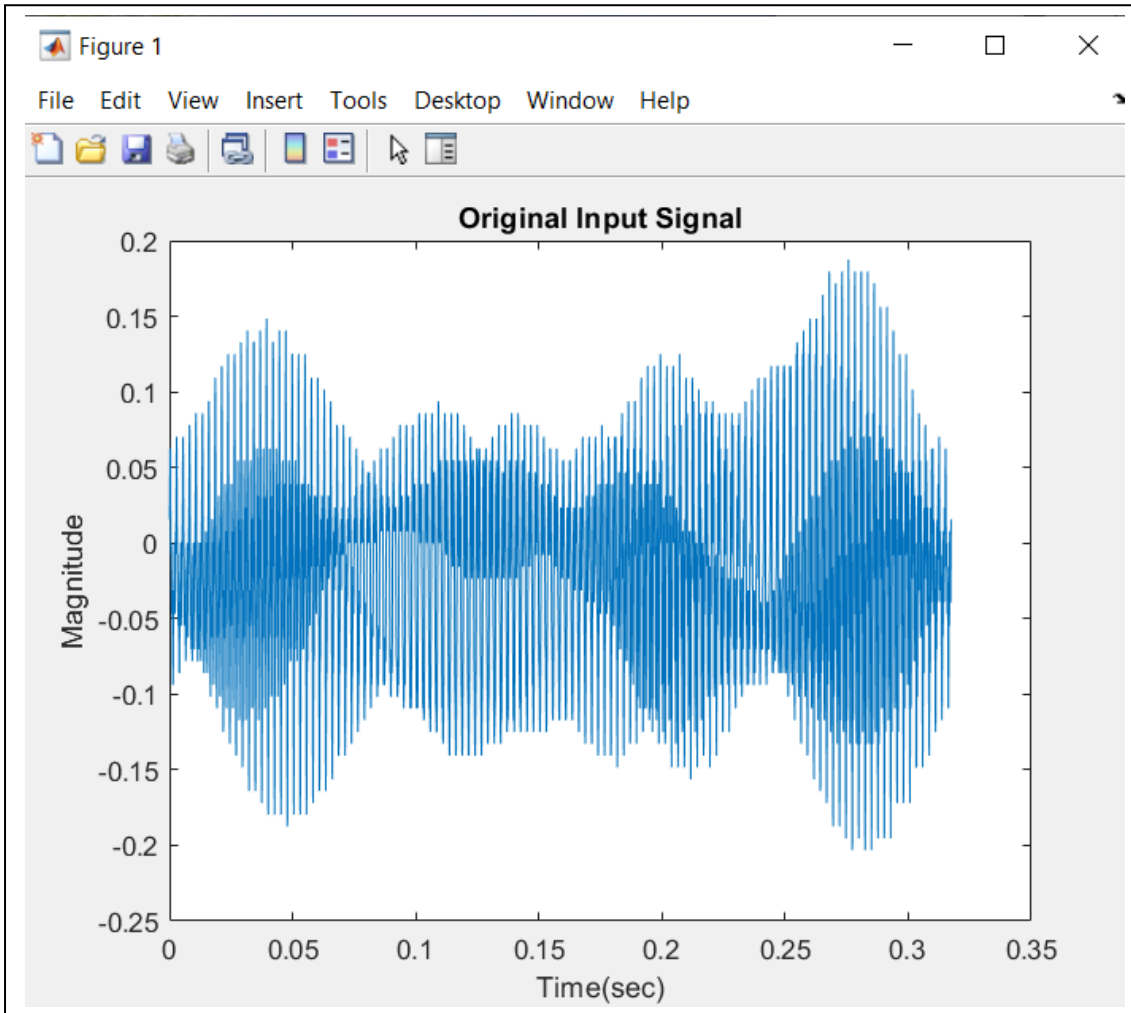 Figure 1
File Edit View Insert Tools Desktop Window Help
Original Input Signal
0.2
0.15
0.1
0.05
0
-0.05
-0.1
-0.15
-0.2
-0.25
Magnitude
0 0.05 0.1 0.15 0.2 0.25 0.3 0.35
Time(sec)